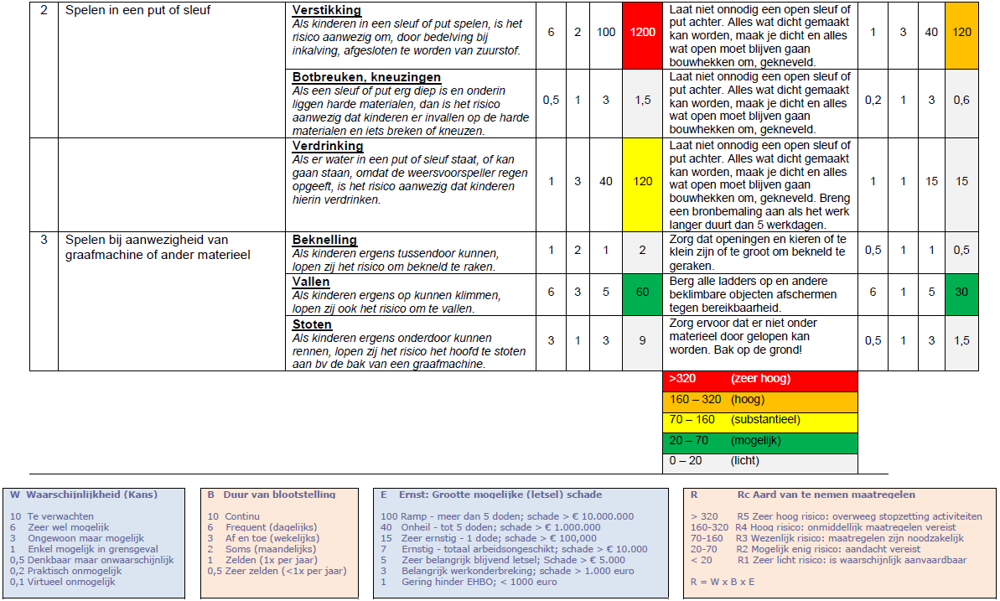 2 Spelen in een put of sleuf
Verstikking
Als kinderen in een sleuf of put spelen, is het
risico aanwezig om, door bedelving bij
inkalving, afgesloten te worden van zuurstof.
6 2 100 1200
Laat niet onnodig een open sleuf of
put achter. Alles wat dicht gemaakt
kan worden, maak je dicht en alles
wat open moet blijven gaan
bouwhekken om, gekneveld.
1 3 40 120
Botbreuken, kneuzingen
Als een sleuf of put erg diep is en onderin
liggen harde materialen, dan is het risico
aanwezig dat kinderen er invallen op de harde
materialen en iets breken of kneuzen.
0,5 1 3 1,5
Laat niet onnodig een open sleuf of
put achter. Alles wat dicht gemaakt
kan worden, maak je dicht en alles
wat open moet blijven gaan
bouwhekken om, gekneveld.
0,2 1 3 0,6
Verdrinking
Als er water in een put of sleuf staat, of kan
gaan staan, omdat de weersvoorspeller regen
opgeeft, is het risico aanwezig dat kinderen
hierin verdrinken.
1 3 40 120
Laat niet onnodig een open sleuf of
put achter. Alles wat dicht gemaakt
kan worden, maak je dicht en alles
wat open moet blijven gaan
bouwhekken om, gekneveld. Breng
een bronbemaling aan als het werk
langer duurt dan 5 werkdagen.
1 1 15 15
3 Spelen bij aanwezigheid van
graafmachine of ander materieel
Beknelling
Als kinderen ergens tussendoor kunnen,
lopen zij het risico om bekneld te raken.
1 2 1 2
Zorg dat openingen en kieren of te
klein zijn of te groot om bekneld te
geraken.
0,5 1 1 0,5
Vallen
Als kinderen ergens op kunnen klimmen,
lopen zij ook het risico om te vallen.
6 3 5 60
Berg alle ladders op en andere
beklimbare objecten afschermen
tegen bereikbaarheid.
6 1 5 30
Stoten
Als kinderen ergens onderdoor kunnen
rennen, lopen zij het risico het hoofd te stoten
aan bv de bak van een graafmachine.
3 1 3 9
Zorg ervoor dat er niet onder
materieel door gelopen kan
worden. Bak op de grond!
0,5 1 3 1,5
>320 (zeer hoog)
160 – 320 (hoog)
70 – 160 (substantieel)
20 – 70 (mogelijk)
0 – 20 (licht)
W Waarschijnlijkheid (Kans)
10 Te verwachten
6 Zeer wel mogelijk
3 Ongewoon maar mogelijk
1 Enkel mogelijk in grensgeval
0,5 Denkbaar maar onwaarschijnlijk
0,2 Praktisch onmogelijk
0,1 Virtueel onmogelijk
B Duur van blootstelling
10 Continu
6 Frequent (dagelijks)
3 Af en toe (wekelijks)
2 Soms (maandelijks)
1 Zelden (1x per jaar)
0,5 Zeer zelden (<1x per jaar)
E Ernst: Grootte mogelijke (letsel) schade
100 Ramp - meer dan 5 doden; schade > € 10.000.000
40 Onheil - tot 5 doden; schade > € 1.000.000
15 Zeer ernstig - 1 dode; schade > € 100,000
7 Ernstig - totaal arbeidsongeschikt; schade > € 10.000
5 Zeer belangrijk blijvend letsel; Schade > € 5.000
3 Belangrijk werkonderbreking; schade > 1.000 euro
1 Gering hinder EHBO; < 1000 euro
R Rc Aard van te nemen maatregelen
> 320 R5 Zeer hoog risico: overweeg stopzetting activiteiten
160-320 R4 Hoog risico: onmiddellijk maatregelen vereist
70-160 R3 Wezenlijk risico: maatregelen zijn noodzakelijk
20-70 R2 Mogelijk enig risico: aandacht vereist
< 20 R1 Zeer licht risico: is waarschijnlijk aanvaardbaar
R = W x B x E